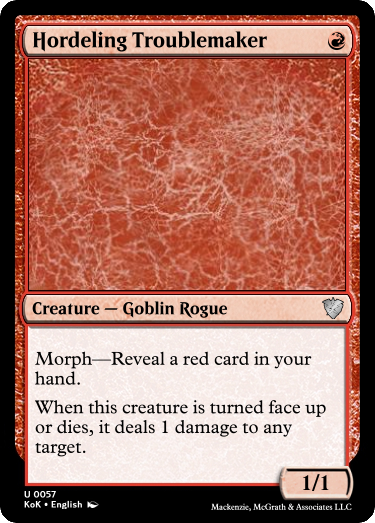 Hordeling Troublemaker
Creature — Goblin Rogue
Morph—Reveal a red card in your
hand.
When this creature is turned face up
or dies, it deals 1 damage to any
target.
1/1
U 0057
KoK • English
Mackenzie, McGrath & Associates LLC